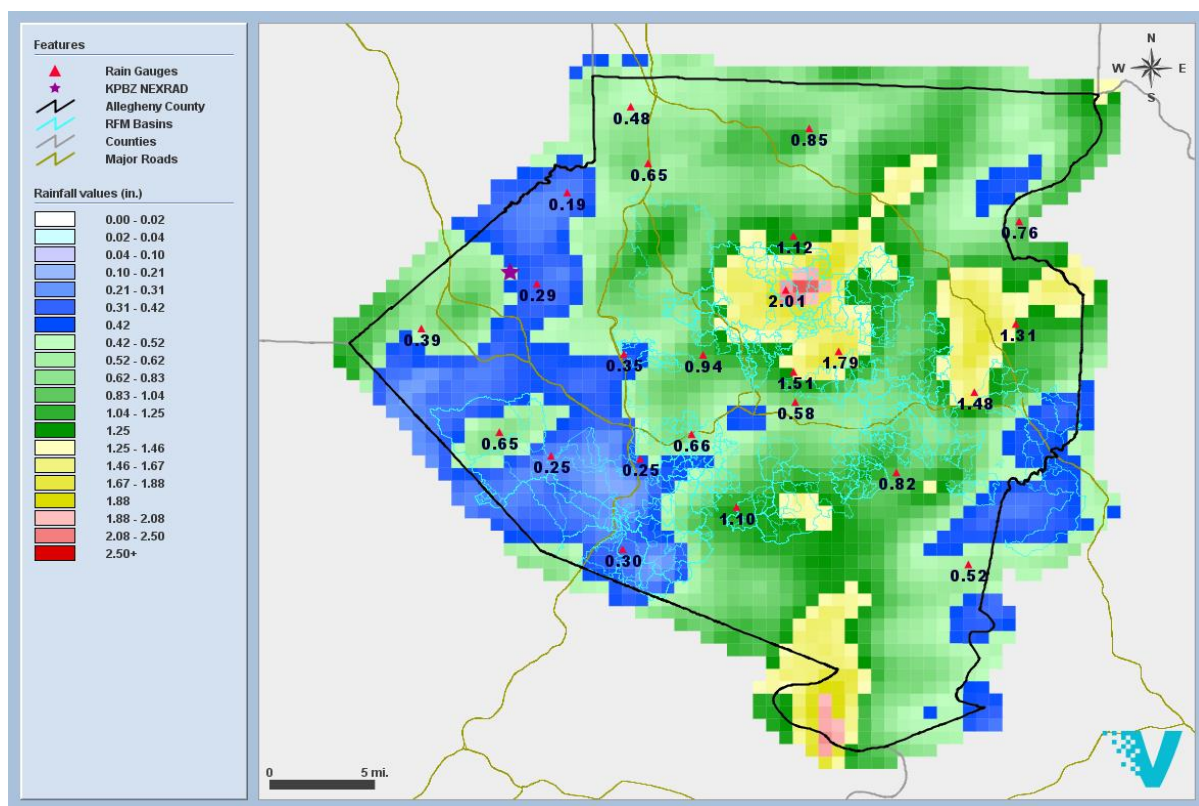 Features
Rain Gauges
KPBZ NEXRAD
Allegheny County
RFM Basins
Counties
Major Roads
Rainfall values (in.)
0.00 - 0.02
0.02 - 0.04
0.04 - 0.10
0.10 - 0.21
0.21 - 0.31
0.31 - 0.42
0.42
0.42 - 0.52
0.52 - 0.62
0.62 - 0.83
0.83 - 1.04
1.04 - 1.25
1.25
1.25 - 1.46
1.46 - 1.67
1.67 - 1.88
1.88
1.88 - 2.08
2.08 - 2.50
2.50+
N
W E
S
0.48
0.85
0.65
0.19
0.76
1.12
0.29
2.01
1.31
0.39
0.35
0.94
1.79
1.51
1.48
0.58
0.65
0.66
0.25
0.25
0.82
1.10
0.30
0.52
0 5 mi.
V